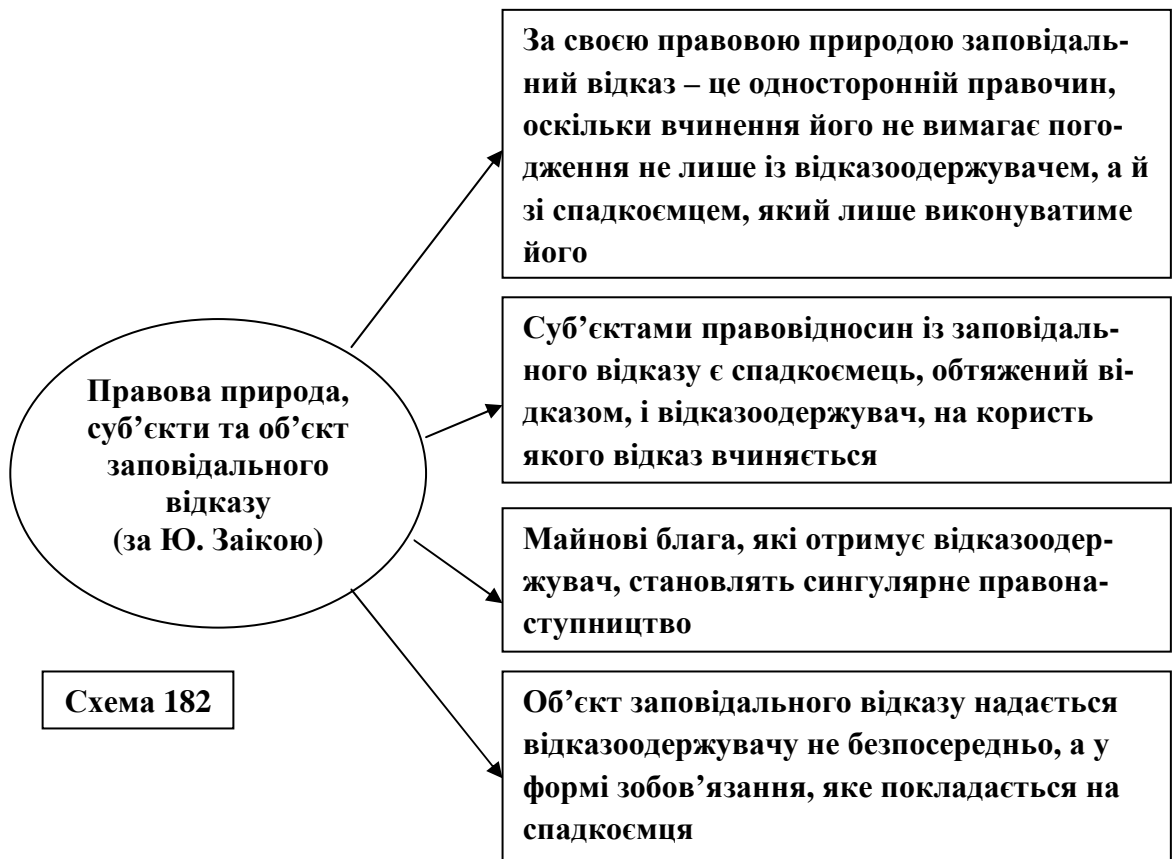 За своєю правовою природою заповідаль-
ний відказ – це односторонній правочин,
оскільки вчинення його не вимагає пого-
дження не лише із відказоодержувачем, а й
зі спадкоємцем, який лише виконуватиме
його
Суб’єктами правовідносин із заповідаль-
ного відказу є спадкоємець, обтяжений ві-
дказом, і відказоодержувач, на користь
якого відказ вчиняється
Правова природа,
суб’єкти та об’єкт
заповідального
відказу
(за Ю. Заікою)
Майнові блага, які отримує відказоодер-
жувач, становлять сингулярне правона-
ступництво
Об’єкт заповідального відказу надається
відказоодержувачу не безпосередньо, а у
формі зобов’язання, яке покладається на
спадкоємця
Схема 182